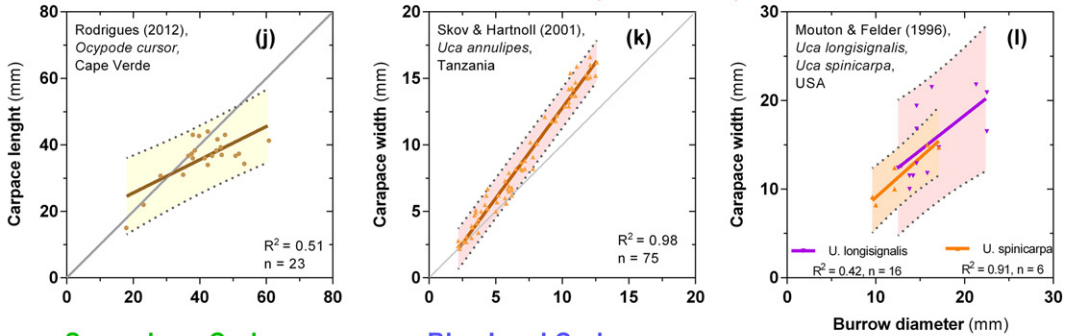 Rodrigues (2012),
Ocypode cursor,
Cape Verde
(j)
80
60
40
20
0
Carpace lenght (mm)
R² = 0.51
n = 23
0 20 40 60 80
Skov & Hartnoll (2001),
Uca annulipes,
Tanzania
(k)
20
15
10
5
0
Carapace width (mm)
R² = 0.98
n = 75
0 5 10 15 20
Mouton & Felder (1996),
Uca longisignalis,
Uca spinicarpa,
USA
(l)
30
20
10
0
Carapace width (mm)
U. longisignalis
R² = 0.42, n = 16
U. spinicarpa
R² = 0.91, n = 6
0 10 20 30
Burrow diameter (mm)